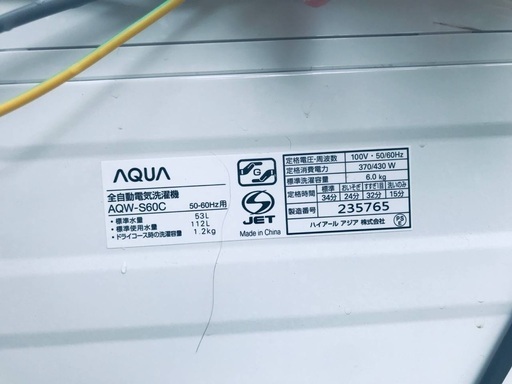 AQUA
全自動電気洗濯機
AQW-S60C 50-60Hz用
・標準水量 53L
・標準使用水量 112L
・ドライコース時の洗濯容量 1.2kg
G
S
JET
Made in China
定格電圧・周波数 100V・50/60Hz
定格消費電力 370/430 W
標準洗濯容量 6.0kg
定格時間 標準 おいそぎ すすぎ1回 洗いのみ
34分 24分 32分 15分
製造番号 235765
ハイアール アジア 株式会社
PS
E